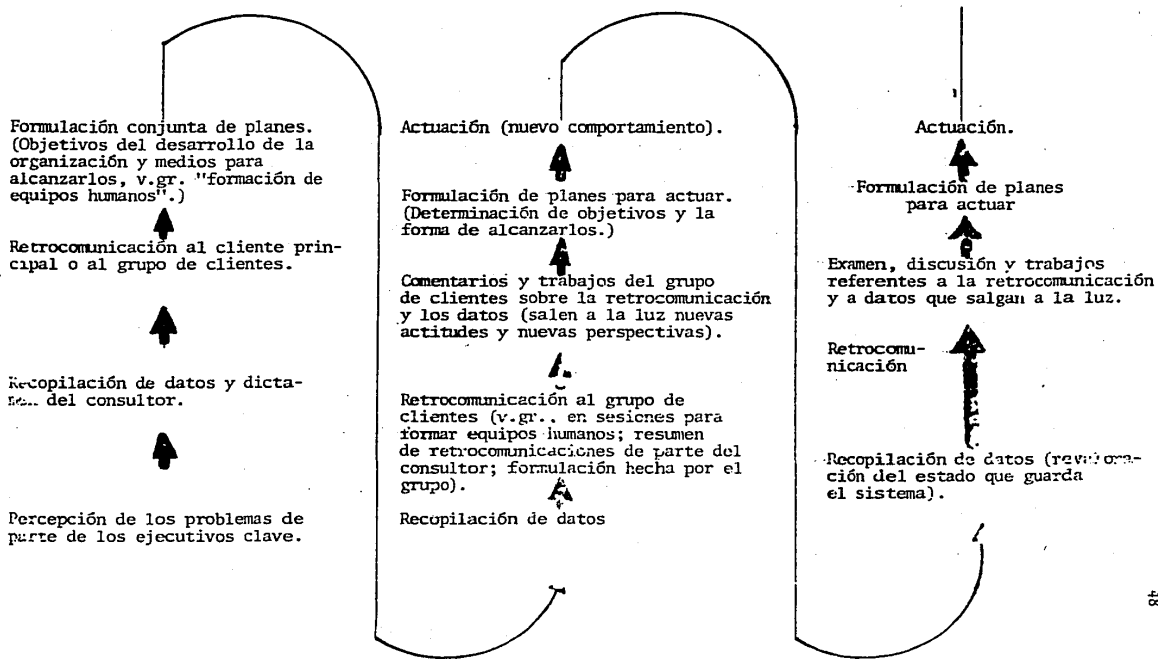 Formulación conjunta de planes.
(Objetivos del desarrollo de la
organización y medios para
alcanzarlos, v.gr. "formación de
equipos humanos".)
Retrocomunicación al cliente prin-
cipal o al grupo de clientes.
Recopilación de datos y dicta-
del consultor.
Percepción de los problemas de
parte de los ejecutivos clave.
Actuación (nuevo comportamiento).
Formulación de planes para actuar.
(Determinación de objetivos y la
forma de alcanzarlos.)
Comentarios y trabajos del grupo
de clientes sobre la retrocomunicación
y los datos (salen a la luz nuevas
actitudes y nuevas perspectivas).
Retrocomunicación al grupo de
clientes (v.gr.. en sesiones para
formar equipos humanos; resumen
de retrocomunicaciones de parte del
consultor; formulación hecha por el
grupo).
Recopilación de datos
Actuación.
Formulación de planes
para actuar
Examen, discusión y trabajos
referentes a la retrocomunicación
y a datos que salgan a la luz.
Retrocomu-
nicación
Recopilación de datos
ción del estado que guarda
el sistema).
48